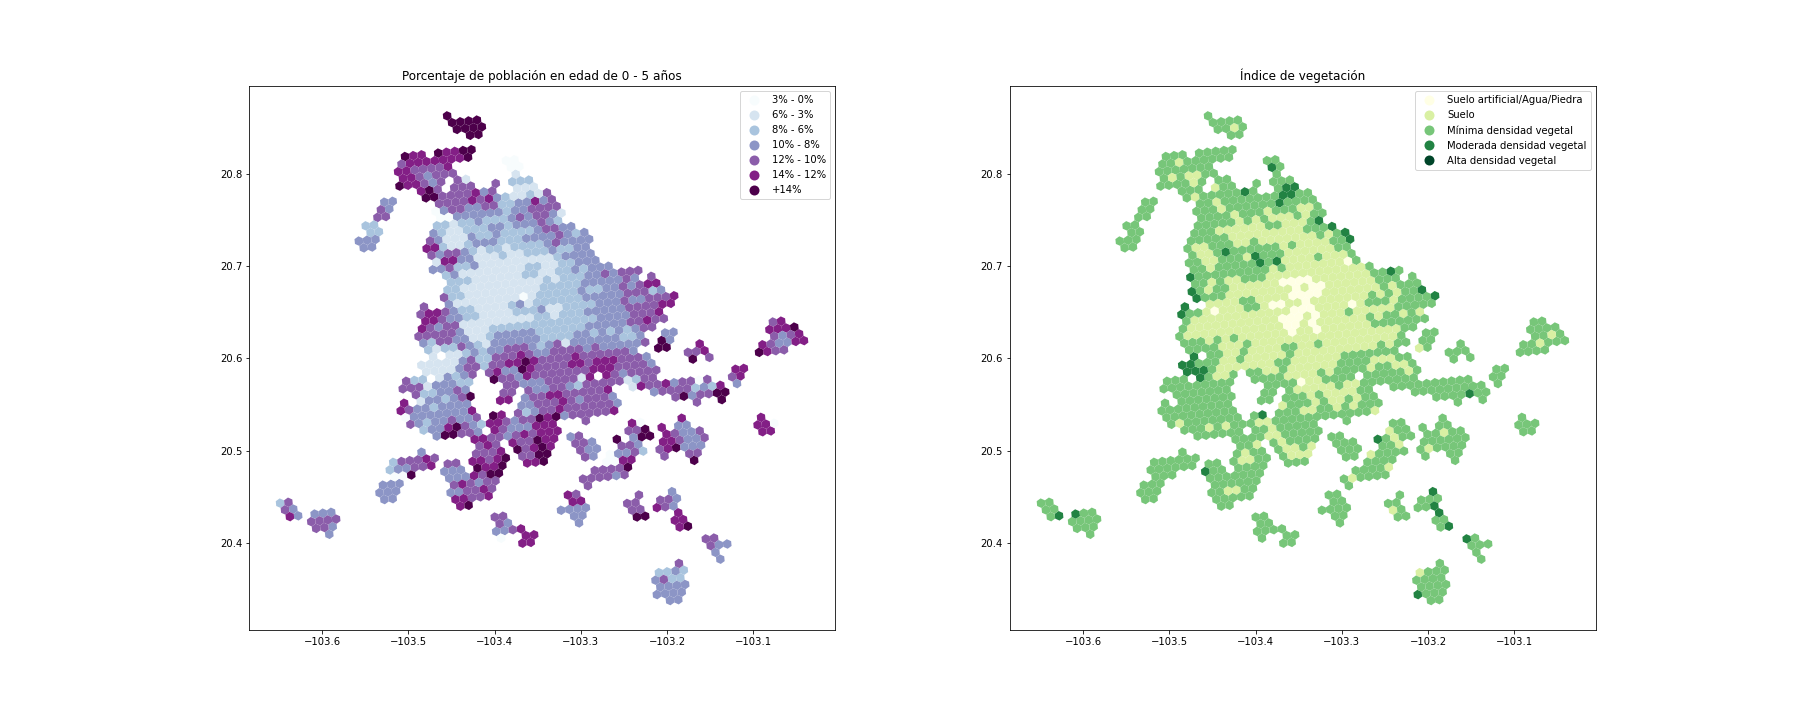 Porcentaje de población en edad de 0 - 5 años
3% - 0%
6% - 3%
8% - 6%
10% - 8%
12% - 10%
14% - 12%
+14%
20.8
20.7
20.6
20.5
20.4
−103.6
−103.5
−103.4
−103.3
−103.2
−103.1
Índice de vegetación
Suelo artificial/Agua/Piedra
Suelo
Mínima densidad vegetal
Moderada densidad vegetal
Alta densidad vegetal
20.8
20.7
20.6
20.5
20.4
−103.6
−103.5
−103.4
−103.3
−103.2
−103.1